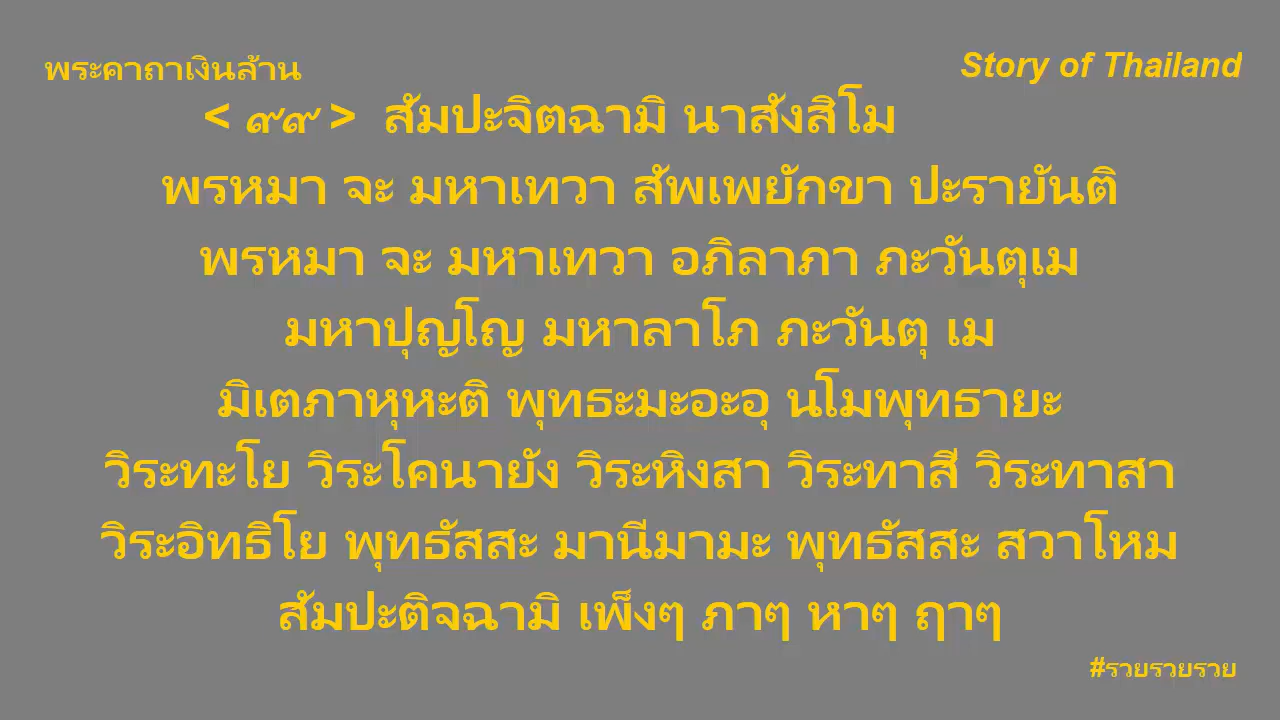 พระคาถาเงินล้าน
Story of Thailand
< ๙๙ > สัมปะจิตฉามิ นาสังสิโม
พรหมา จะ มหาเทวา สัพเพยักขา ปะรายันติ
พรหมา จะ มหาเทวา อภิลาภา ภะวันตุเม
มหาปุญโญ มหาลาโภ ภะวันตุ เม
มิเตภาหุหะติ พุทธะมะอะอุ นโมพุทธายะ
วิระทะโย วิระโคนายัง วิระหิงสา วิระทาสี วิระทาสา
วิระอิทธิโย พุทธัสสะ มานีมามะ พุทธัสสะ สวาโหม
สัมปะติจฉามิ เพ็งๆ ภาๆ หาๆ ฤาๆ
#รวยรวยรวย